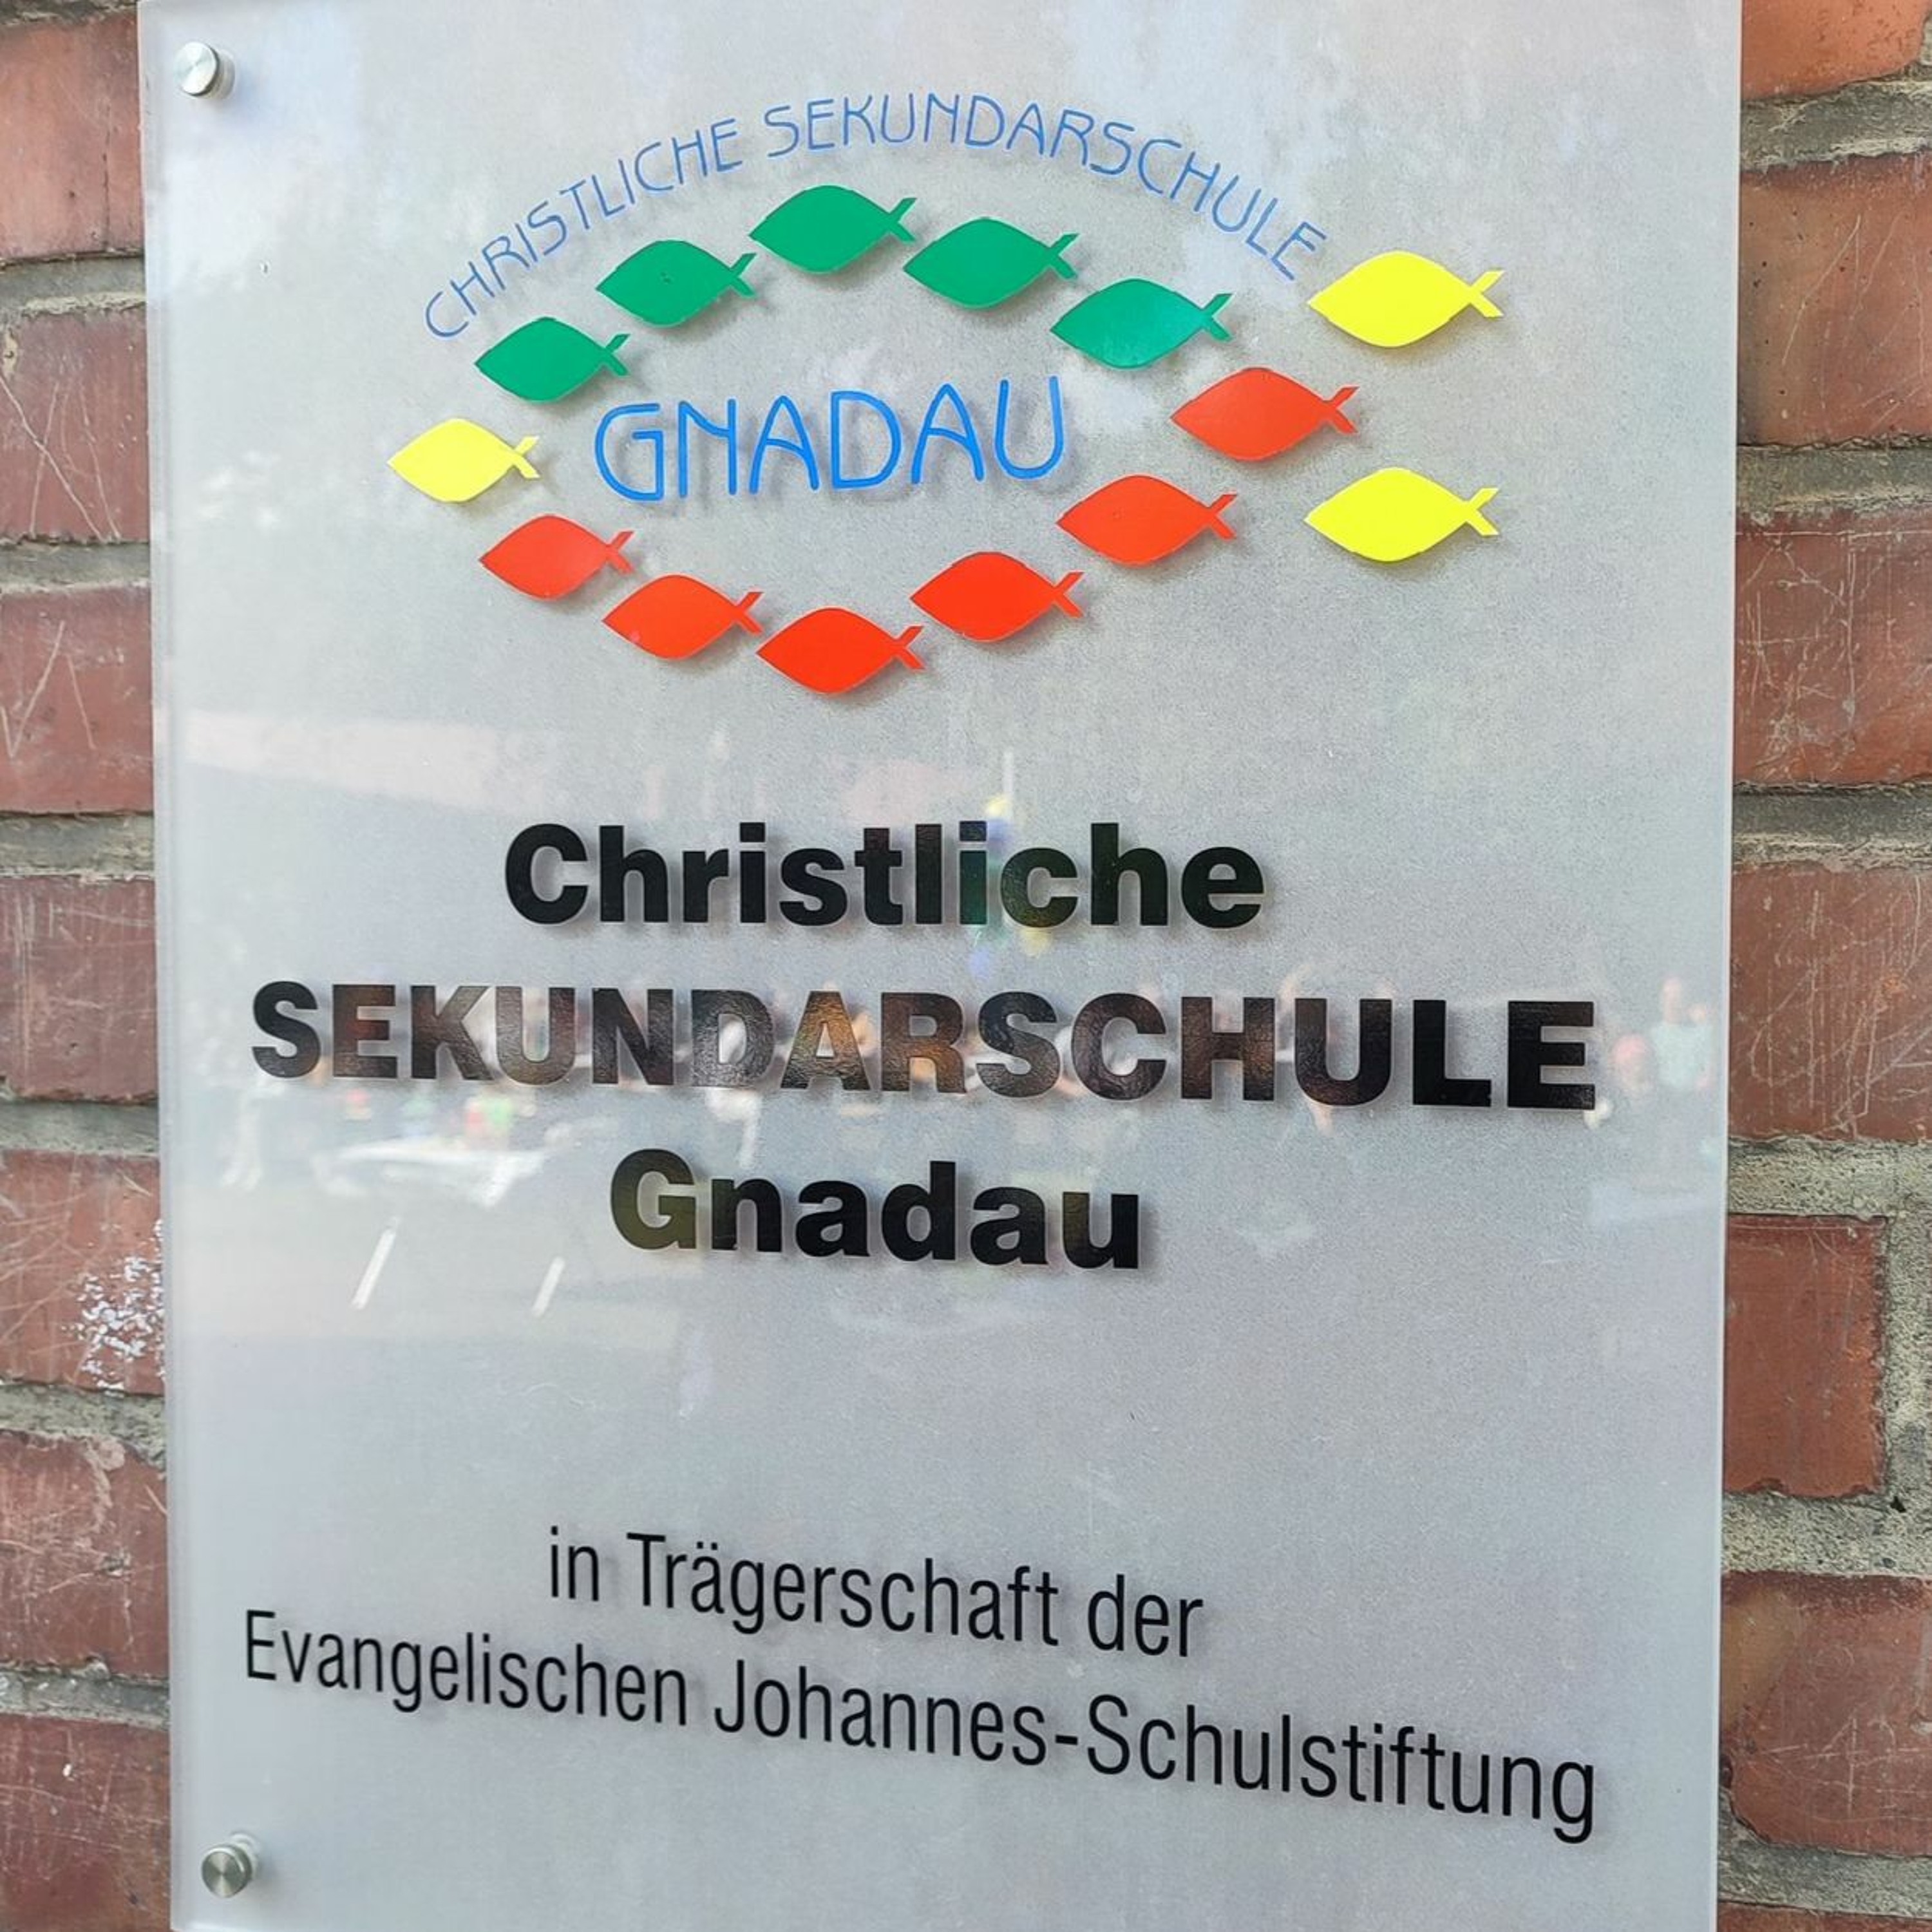 CHRISTLICHE SEKUNDARSCHULE
GNADAU
Christliche
SEKUNDARSCHULE
Gnadau
in Trägerschaft der
Evangelischen Johannes-Schulstiftung